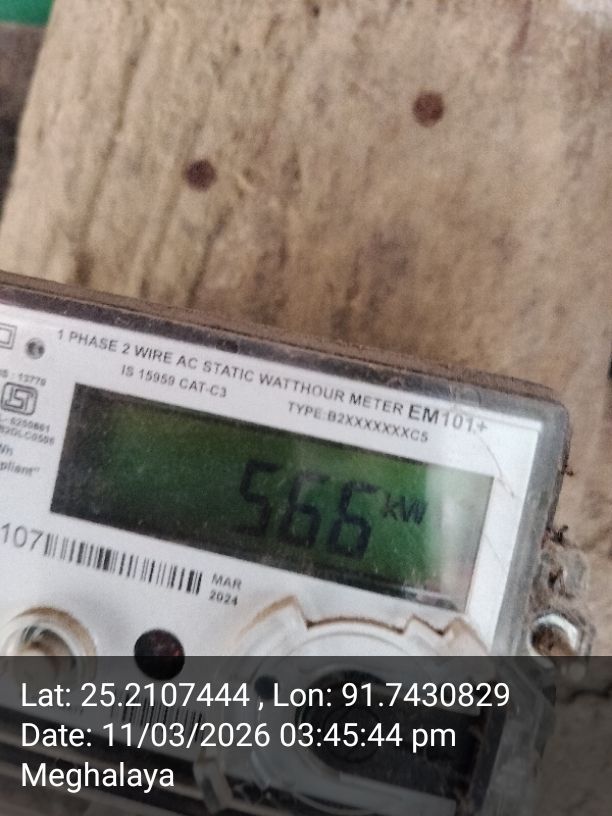 1 PHASE 2 WIRE AC STATIC WATTHOUR METER EM101+
IS 15959 CAT-C3
TYPE:B2XXXXXXXC5
566 kW
107
MAR
2024
Lat: 25.2107444 , Lon: 91.7430829
Date: 11/03/2026 03:45:44 pm
Meghalaya